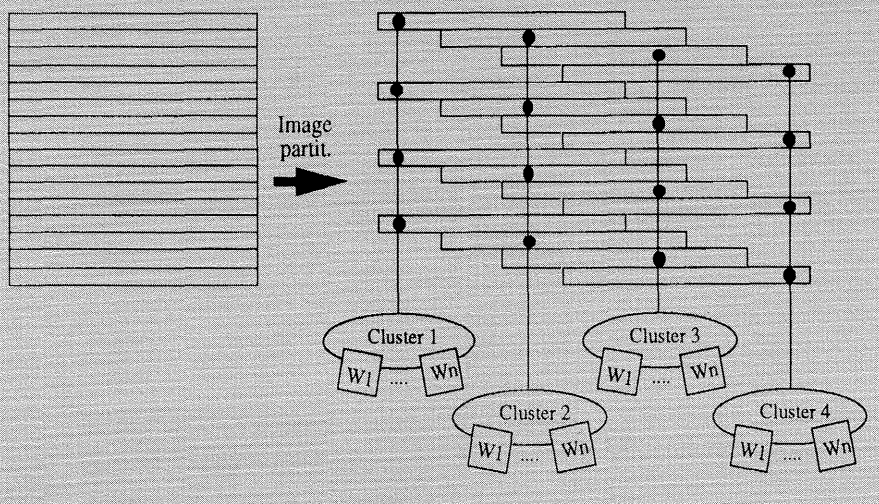 Image
partit.
Cluster 1
W1 .... Wn
Cluster 3
W1 .... Wn
Cluster 2
W1 .... Wn
Cluster 4
W1 .... Wn